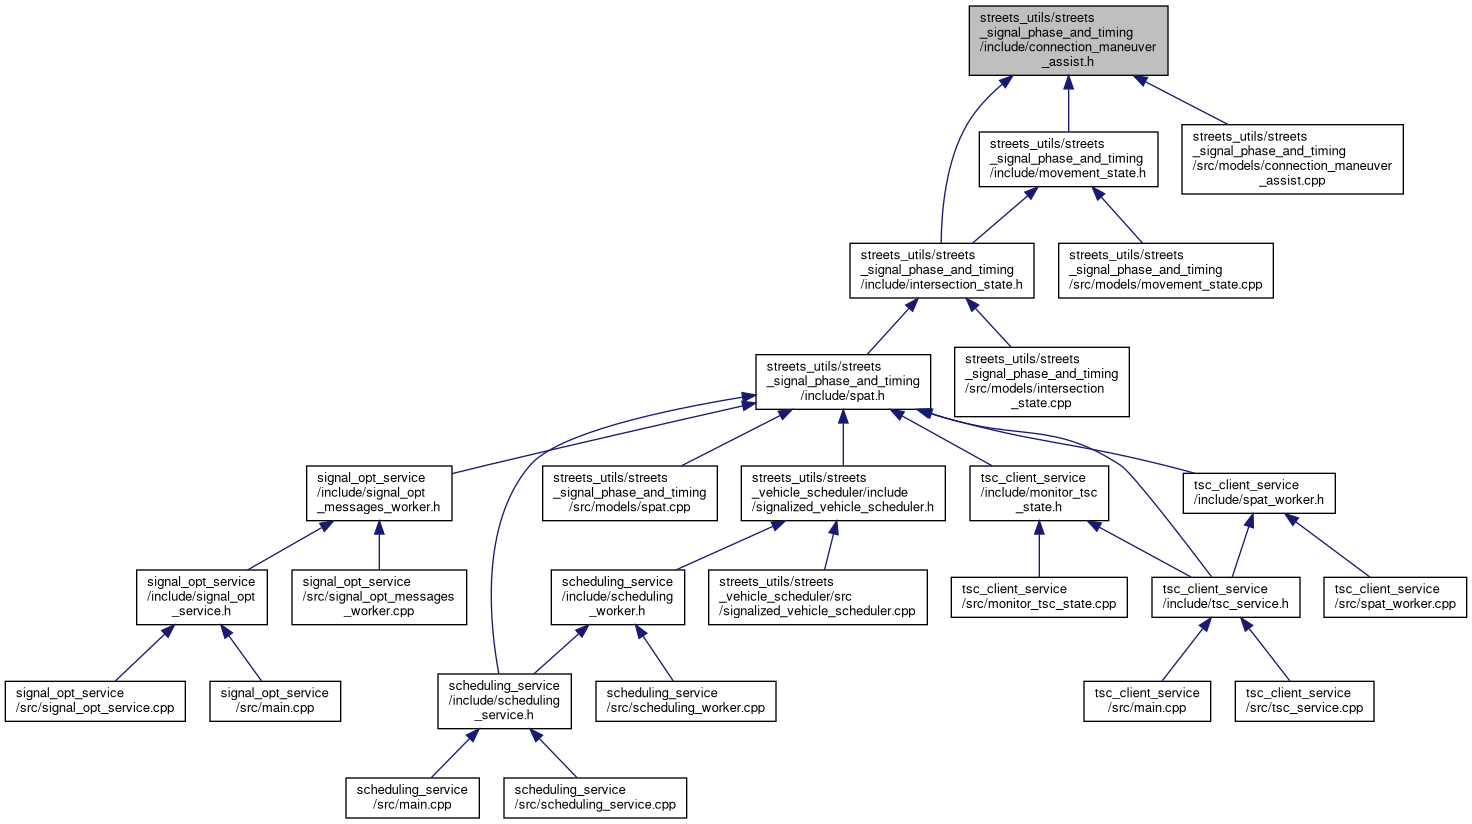 streets_utils/streets
_signal_phase_and_timing
/include/connection_maneuver
_assist.h
streets_utils/streets
_signal_phase_and_timing
/include/movement_state.h
streets_utils/streets
_signal_phase_and_timing
/src/models/connection_maneuver
_assist.cpp
streets_utils/streets
_signal_phase_and_timing
/include/intersection_state.h
streets_utils/streets
_signal_phase_and_timing
/src/models/movement_state.cpp
streets_utils/streets
_signal_phase_and_timing
/include/spat.h
streets_utils/streets
_signal_phase_and_timing
/src/models/intersection
_state.cpp
signal_opt_service
/include/signal_opt
_messages_worker.h
streets_utils/streets
_signal_phase_and_timing
/src/models/spat.cpp
streets_utils/streets
_vehicle_scheduler/include
/signalized_vehicle_scheduler.h
tsc_client_service
/include/monitor_tsc
_state.h
tsc_client_service
/include/spat_worker.h
signal_opt_service
/include/signal_opt
_service.h
signal_opt_service
/src/signal_opt_messages
_worker.cpp
scheduling_service
/include/scheduling
_worker.h
streets_utils/streets
_vehicle_scheduler/src
/signalized_vehicle_scheduler.cpp
tsc_client_service
/src/monitor_tsc_state.cpp
tsc_client_service
/include/tsc_service.h
tsc_client_service
/src/spat_worker.cpp
signal_opt_service
/src/signal_opt_service.cpp
signal_opt_service
/src/main.cpp
scheduling_service
/include/scheduling
_service.h
scheduling_service
/src/scheduling_worker.cpp
tsc_client_service
/src/main.cpp
tsc_client_service
/src/tsc_service.cpp
scheduling_service
/src/main.cpp
scheduling_service
/src/scheduling_service.cpp